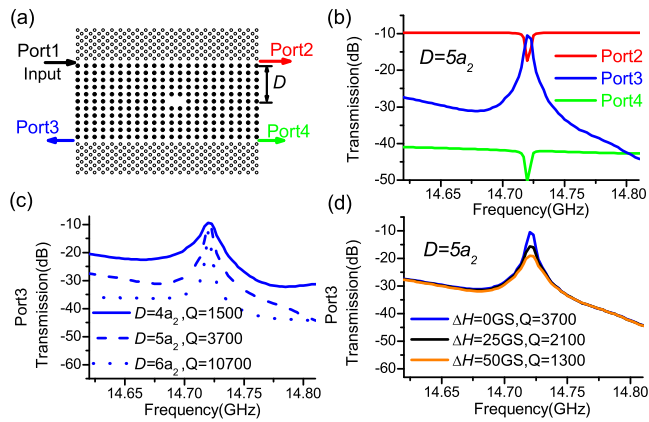 (a)
Port1
Input
Port2
D
Port3
Port4
(b)
Transmission(dB)
-10
-20
-30
-40
-50
D=5a2
Port2
Port3
Port4
14.65 14.70 14.75 14.80
Frequency(GHz)
(c)
Port3
Transmission(dB)
-10
-20
-30
-40
-50
-60
D=4a2,Q=1500
D=5a2,Q=3700
D=6a2,Q=10700
14.65 14.70 14.75 14.80
Frequency(GHz)
(d)
Port3
Transmission(dB)
-10
-20
-30
-40
-50
-60
D=5a2
ΔH=0GS,Q=3700
ΔH=25GS,Q=2100
ΔH=50GS,Q=1300
14.65 14.70 14.75 14.80
Frequency(GHz)